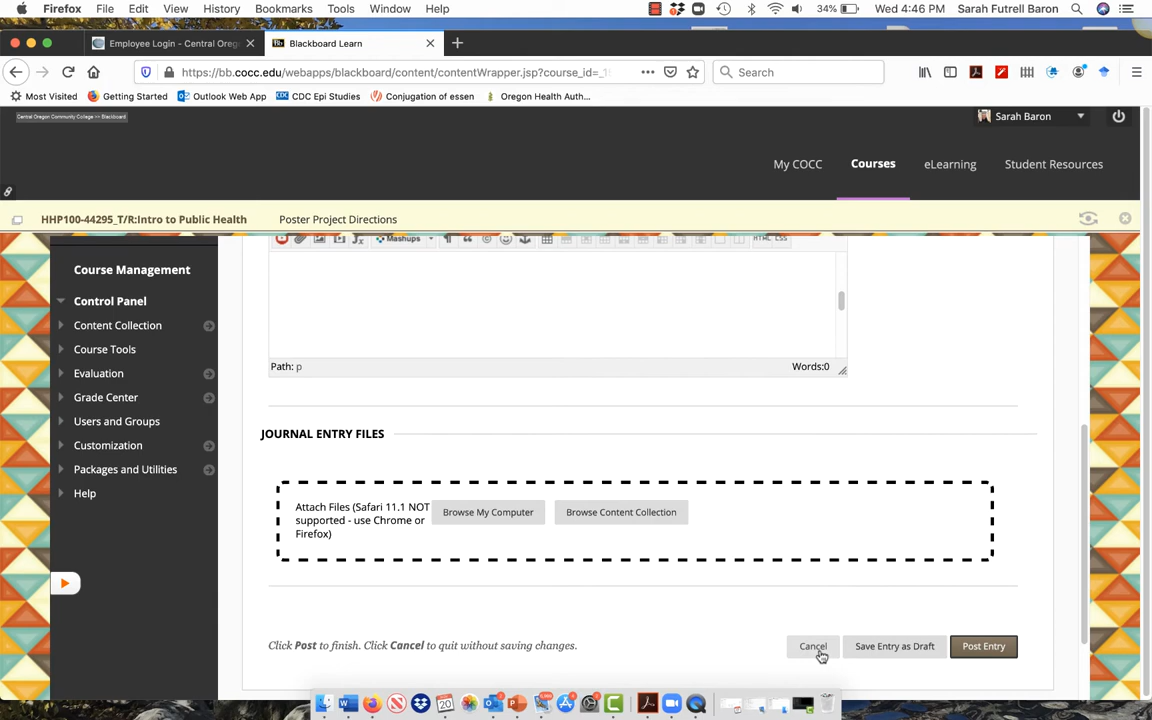 Firefox File Edit View History Bookmarks Tools Window Help 34% Wed 4:46 PM Sarah Futrell Baron
Employee Login - Central Oreg Blackboard Learn
https://bb.cocc.edu/webapps/blackboard/content/contentWrapper.jsp?course_id=_1 Search
Most Visited Getting Started Outlook Web App CDC Epi Studies Conjugation of essen Oregon Health Auth...
Central Oregon Community College >> Blackboard Sarah Baron
My COCC Courses eLearning Student Resources
HHP100-44295_T/R:Intro to Public Health Poster Project Directions
Mashups HTML CSS
Course Management
Control Panel
Content Collection
Course Tools
Evaluation
Grade Center
Users and Groups
Customization
Packages and Utilities
Help
Path: p Words:0
JOURNAL ENTRY FILES
Attach Files (Safari 11.1 NOT
supported - use Chrome or
Firefox)
Browse My Computer Browse Content Collection
Click Post to finish. Click Cancel to quit without saving changes.
Cancel Save Entry as Draft Post Entry
20